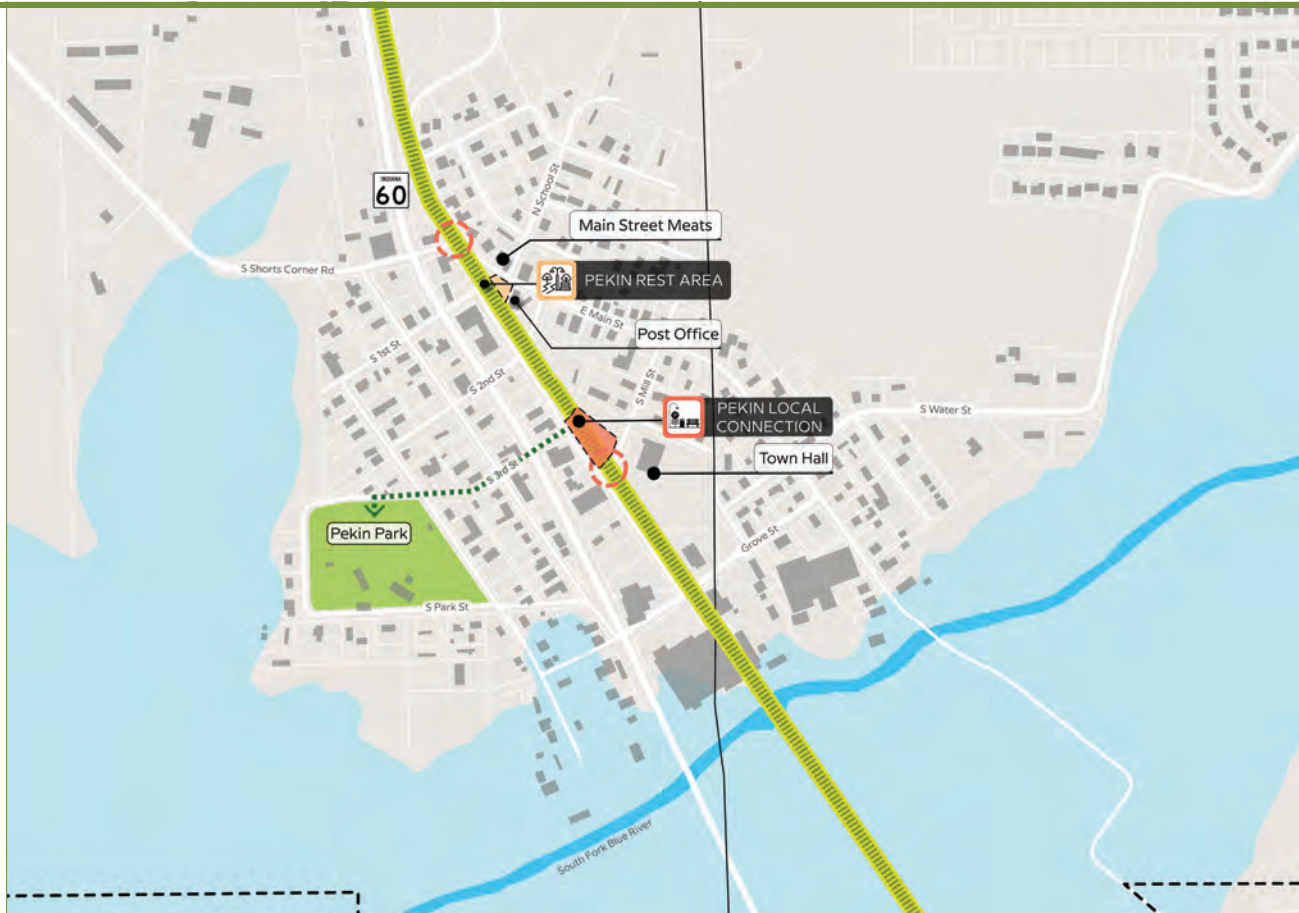 INDIANA
60
N School St
Main Street Meats
S Shorts Corner Rd
PEKIN REST AREA
E Main St
Post Office
S 1st St
S 2nd St
S Mill St
PEKIN LOCAL
CONNECTION
S Water St
Town Hall
S 3rd St
Pekin Park
Grove St
S Park St
South Fork Blue River